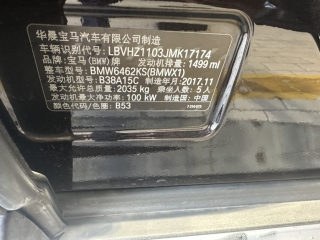 华晨宝马汽车有限公司制造
车辆识别代号: LBVHZ1103JMK17174
品牌: 宝马(BMW)牌 发动机排量: 1499 ml
整车型号: BMW6462KS(BMWX1)
发动机型号: B38A15C 制造年月: 2017.11
最大允许总质量: 2035 kg 乘坐人数: 5 人
发动机最大净功率: 100 kW 制造国: 中国
颜色代码/色圈: B53